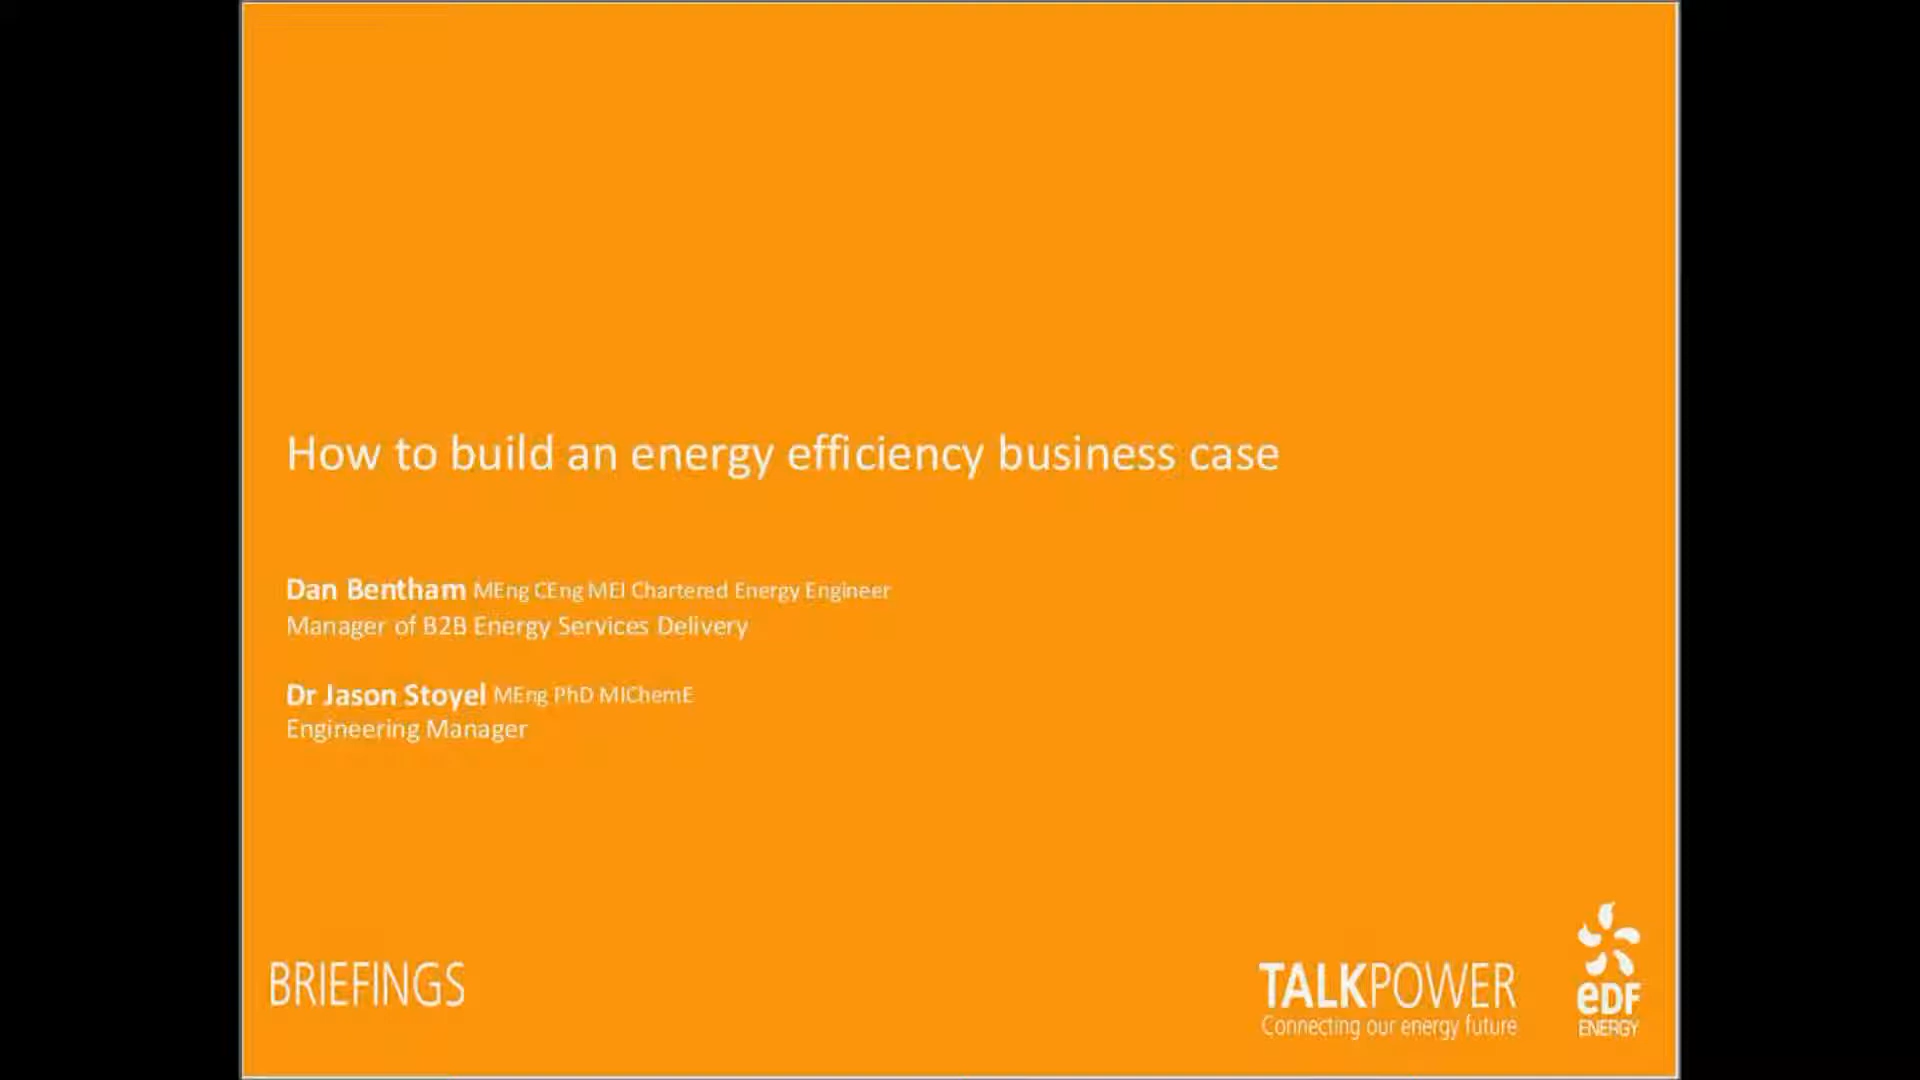 How to build an energy efficiency business case
Dan Bentham MEng CEng MEI Chartered Energy Engineer
Manager of B2B Energy Services Delivery
Dr Jason Stoyel MEng PhD MIChemE
Engineering Manager
BRIEFINGS
TALKPOWER
Connecting our energy future
eDF
ENERGY